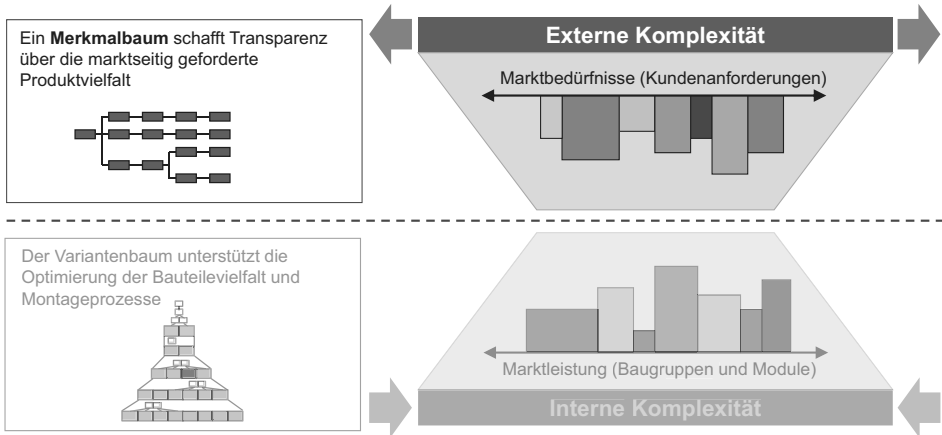 Ein Merkmalbaum schafft Transparenz
über die marktseitig geforderte
Produktvielfalt
Externe Komplexität
Marktbedürfnisse (Kundenanforderungen)
Der Variantenbaum unterstützt die
Optimierung der Bauteilevielfalt und
Montageprozesse
Marktleistung (Baugruppen und Module)
Interne Komplexität